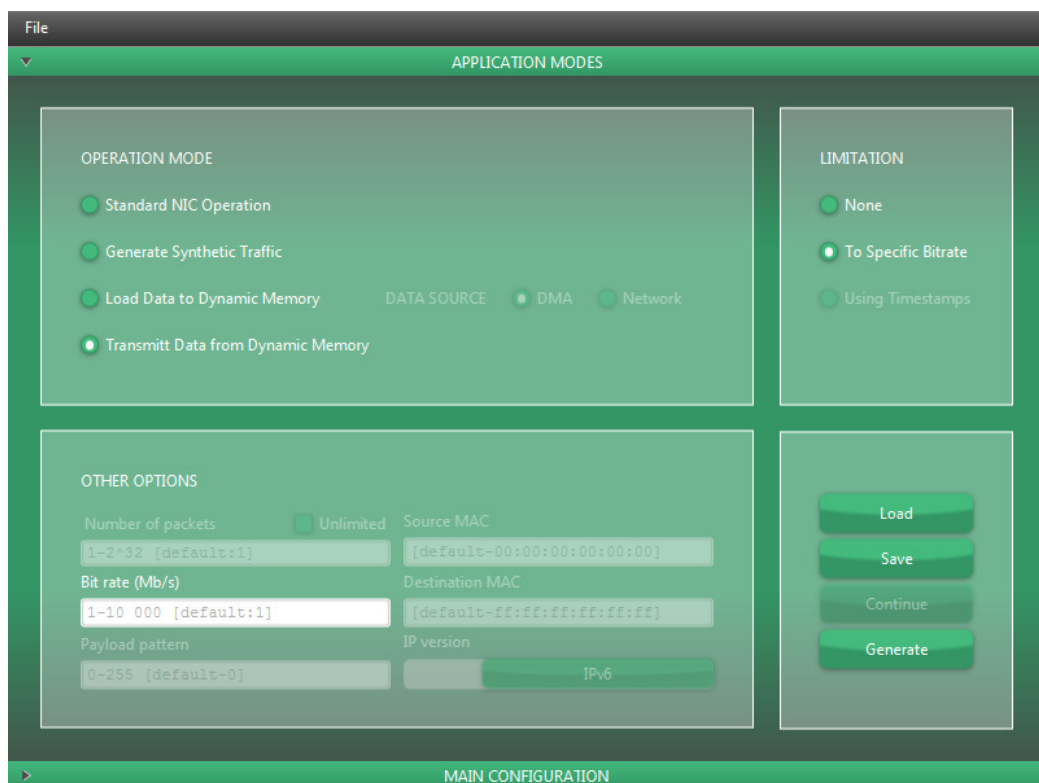 File
APPLICATION MODES
OPERATION MODE
Standard NIC Operation
Generate Synthetic Traffic
Load Data to Dynamic Memory DATA SOURCE DMA Network
Transmitt Data from Dynamic Memory
LIMITATION
None
To Specific Bitrate
Using Timestamps
OTHER OPTIONS
Number of packets Unlimited Source MAC
1-2^32 [default:1] [default-00:00:00:00:00:00]
Bit rate (Mb/s) Destination MAC
1-10 000 [default:1] [default-ff:ff:ff:ff:ff:ff]
Payload pattern IP version
0-255 [default-0] IPv6
Load
Save
Continue
Generate
MAIN CONFIGURATION